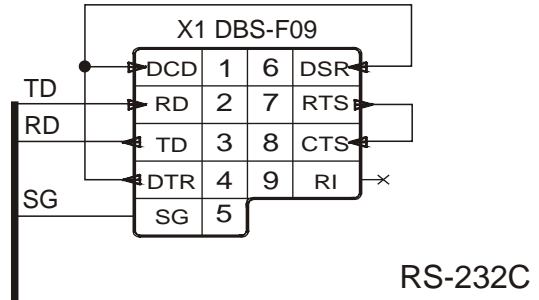 X1 DBS-F09
DCD 1 6 DSR
TD
RD 2 7 RTS
RD
TD 3 8 CTS
DTR 4 9 RI
SG
SG 5
RS-232C